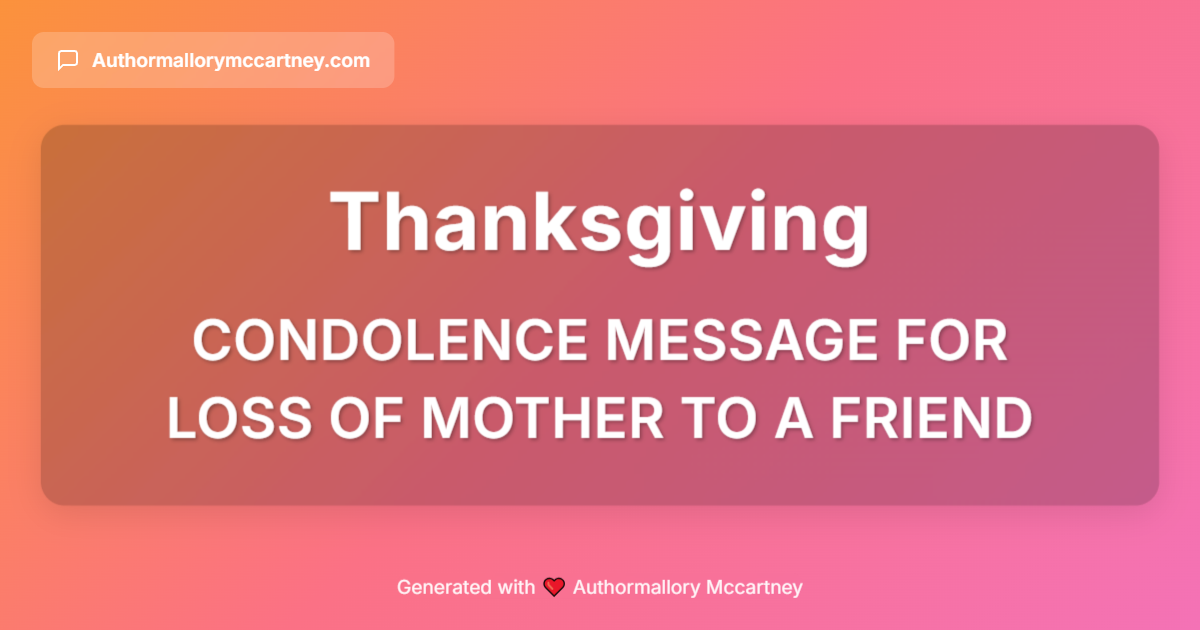 Authormallorymccartney.com
Thanksgiving
CONDOLENCE MESSAGE FOR
LOSS OF MOTHER TO A FRIEND
Generated with ❤️ Authormallory Mccartney